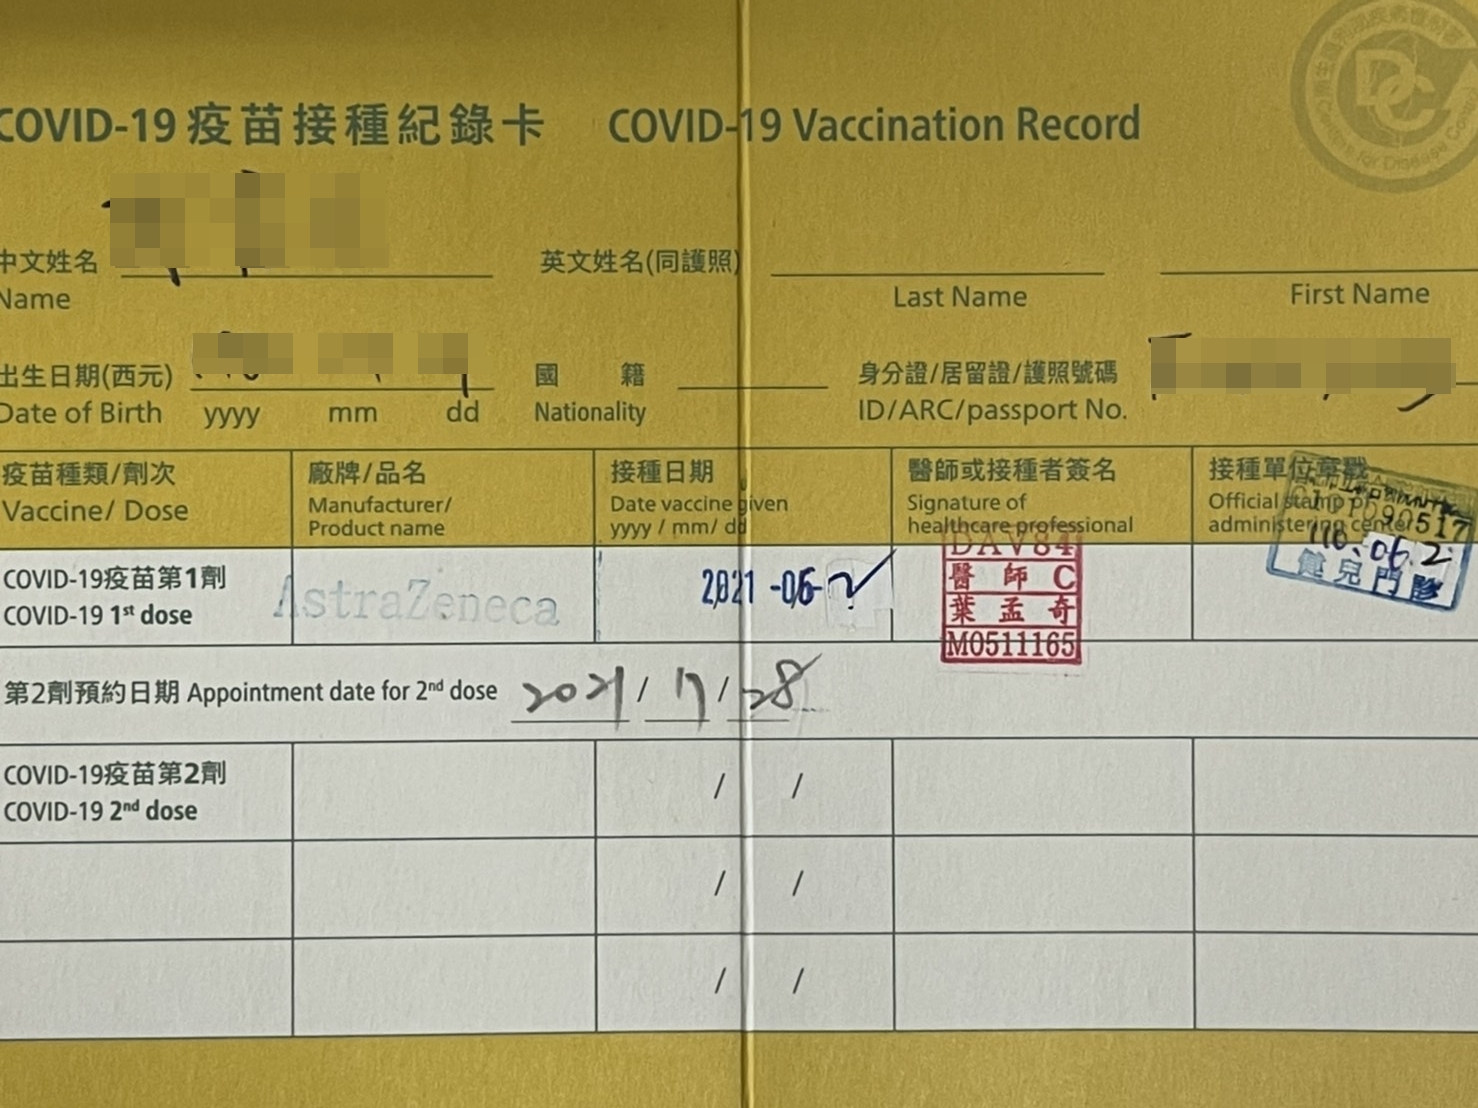 COVID-19 疫苗接種紀錄卡 COVID-19 Vaccination Record
中文姓名
Name
英文姓名(同護照)
Last Name
First Name
出生日期(西元)
Date of Birth yyyy mm dd
國 籍
Nationality
身分證/居留證/護照號碼
ID/ARC/passport No.
疫苗種類/劑次
Vaccine/ Dose
廠牌/品名
Manufacturer/
Product name
接種日期
Date vaccine given
yyyy / mm/ dd
醫師或接種者簽名
Signature of
healthcare professional
接種單位章戳
Official stamp of
administering center
COVID-19疫苗第1劑
COVID-19 1st dose
AstraZeneca
2021 -06-2
DAV84
醫師 C
葉孟奇
M0511165
110.06.2
健兒門診
第2劑預約日期 Appointment date for 2nd dose 2021/ /28
COVID-19疫苗第2劑
COVID-19 2nd dose
/ /
/ /
/ /